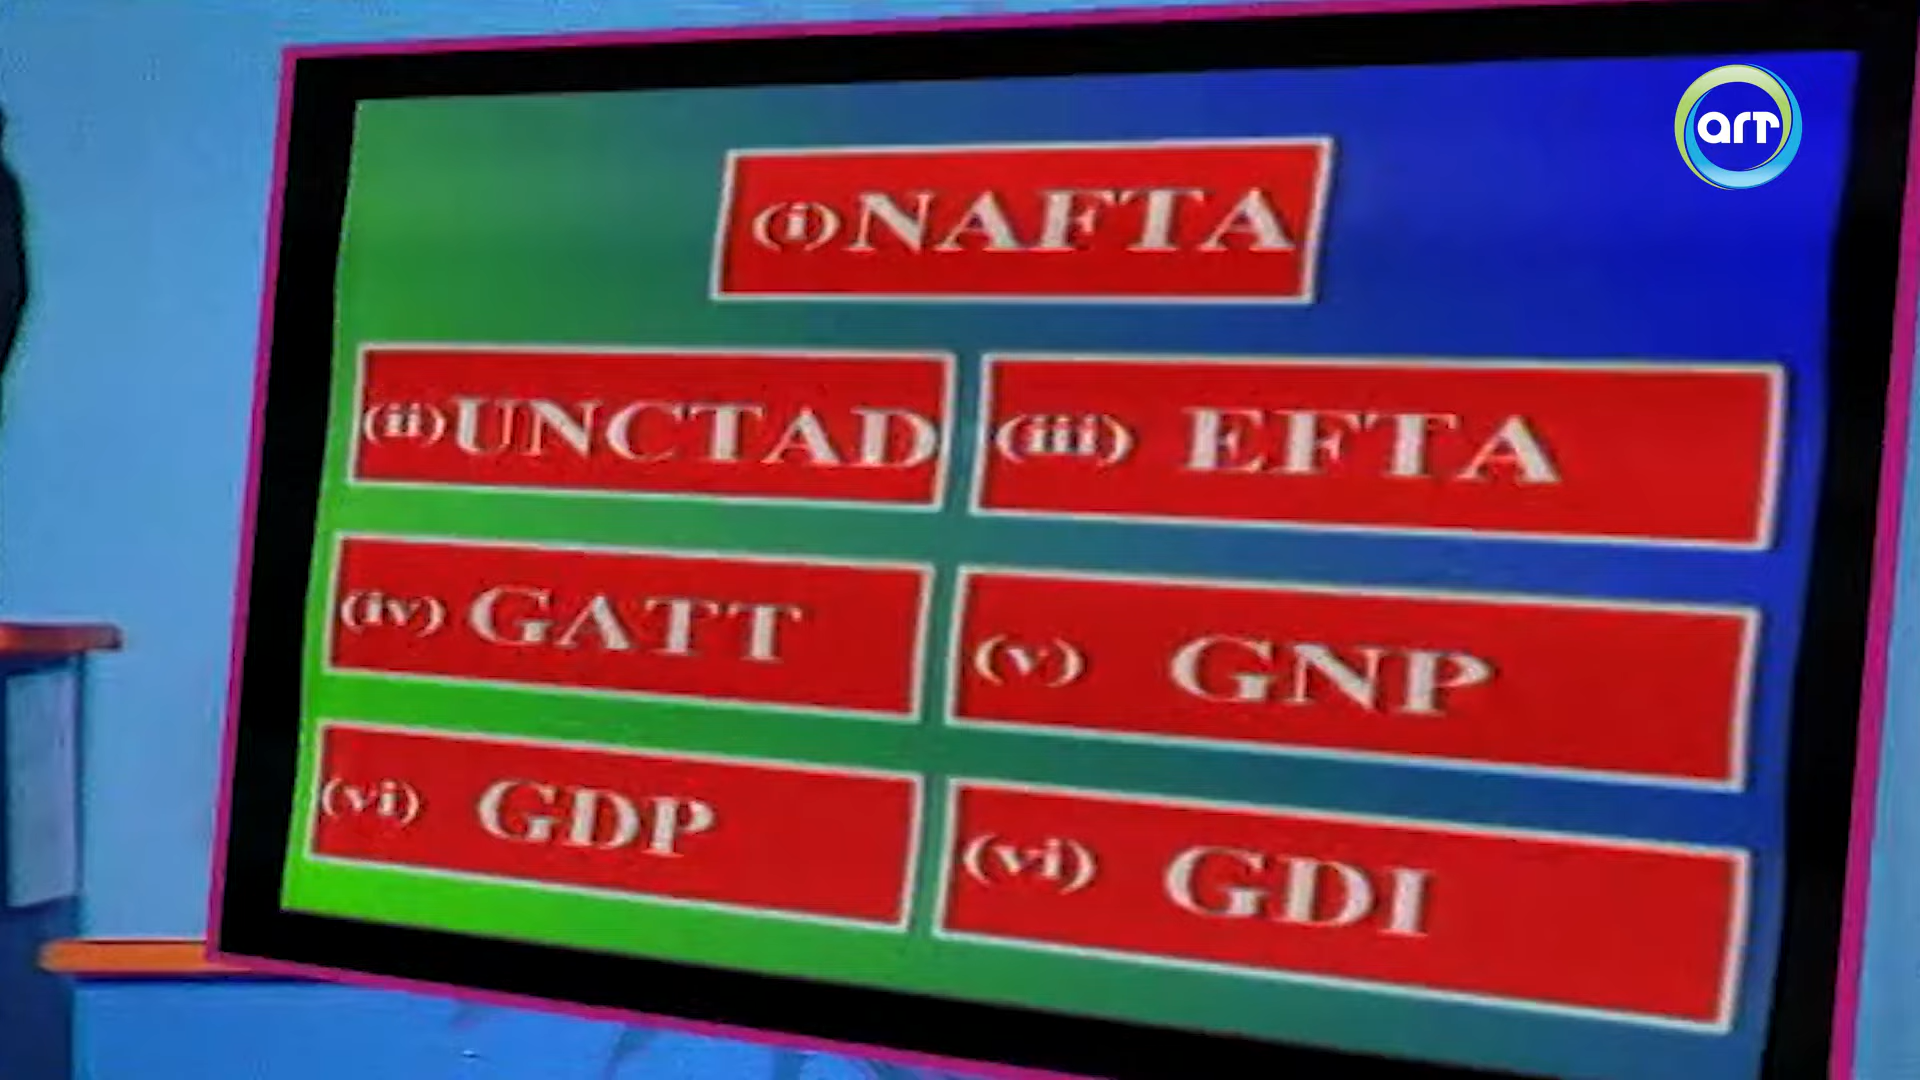 art
(i) NAFTA
(ii) UNCTAD
(iii) EFTA
(iv) GATT
(v) GNP
(vi) GDP
(vi) GDI